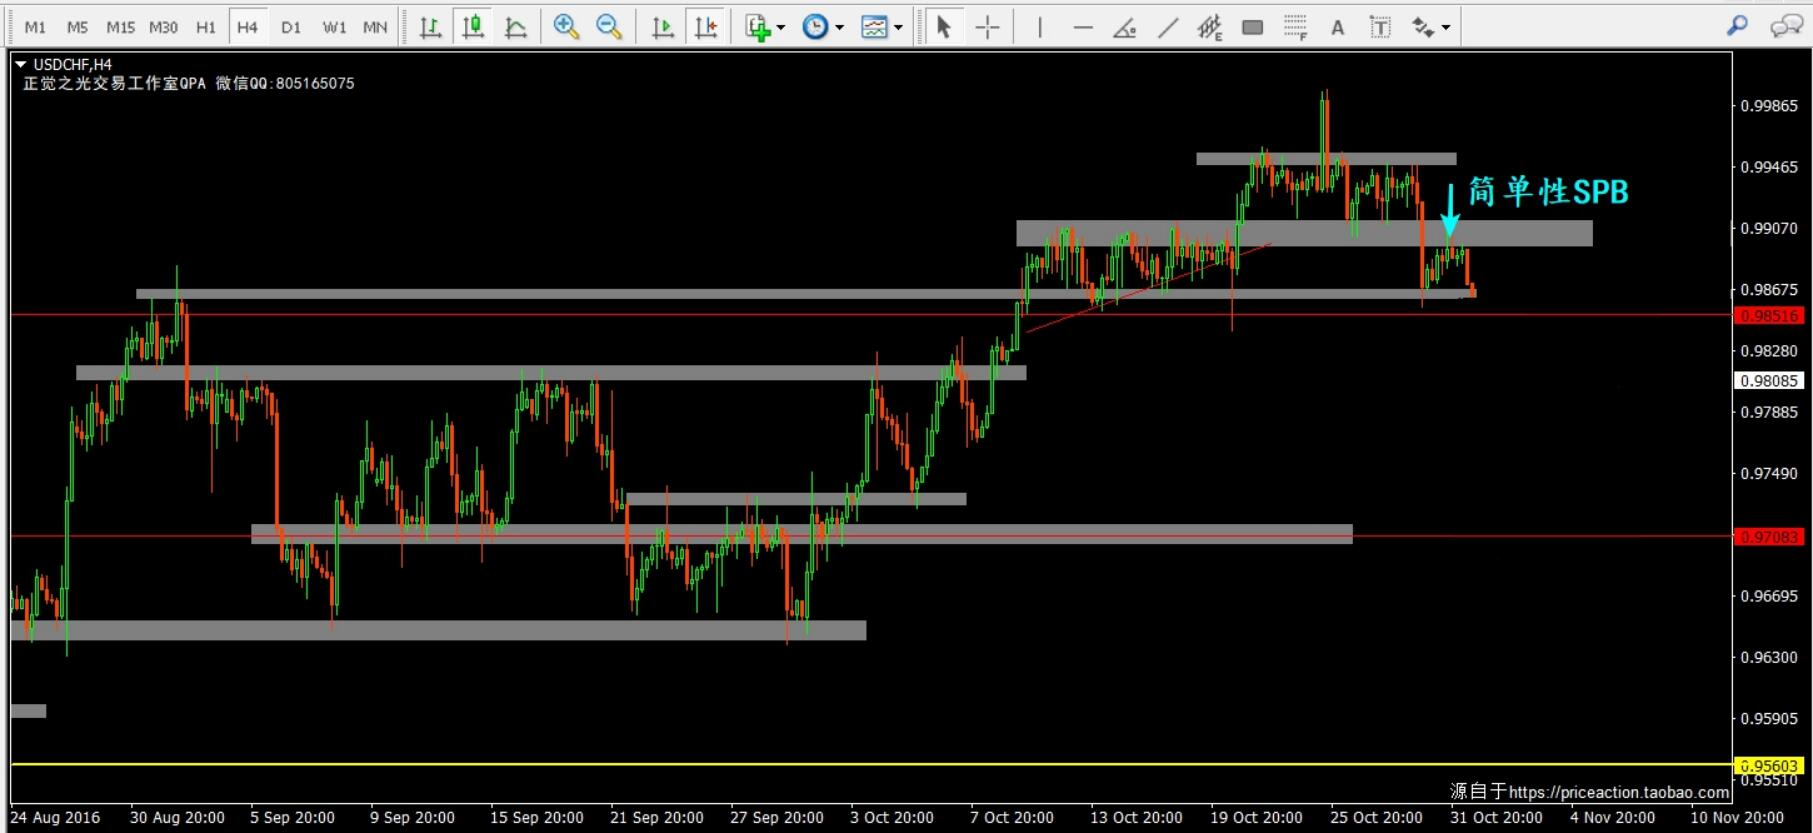 M1 M5 M15 M30 H1 H4 D1 W1 MN E F A T
USDCHF,H4
正觉之光交易工作室QPA 微信QQ:805165075
简单性SPB
0.99865
0.99465
0.99070
0.98675
0.98516
0.98280
0.98085
0.97885
0.97490
0.97083
0.96695
0.96300
0.95905
0.95603
0.95510
源自于https://priceaction.taobao.com
24 Aug 2016 30 Aug 20:00 5 Sep 20:00 9 Sep 20:00 15 Sep 20:00 21 Sep 20:00 27 Sep 20:00 3 Oct 20:00 7 Oct 20:00 13 Oct 20:00 19 Oct 20:00 25 Oct 20:00 31 Oct 20:00 4 Nov 20:00 10 Nov 20:00